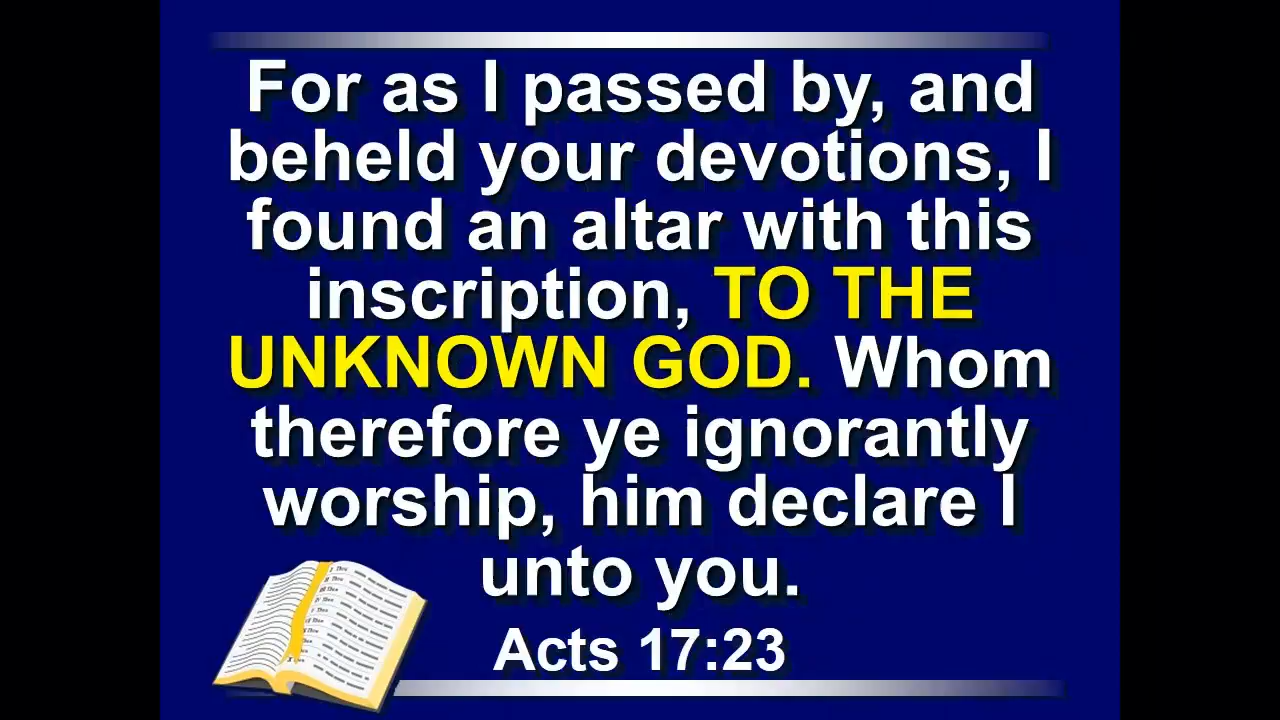 For as I passed by, and
beheld your devotions, I
found an altar with this
inscription, TO THE
UNKNOWN GOD. Whom
therefore ye ignorantly
worship, him declare I
unto you.
Acts 17:23